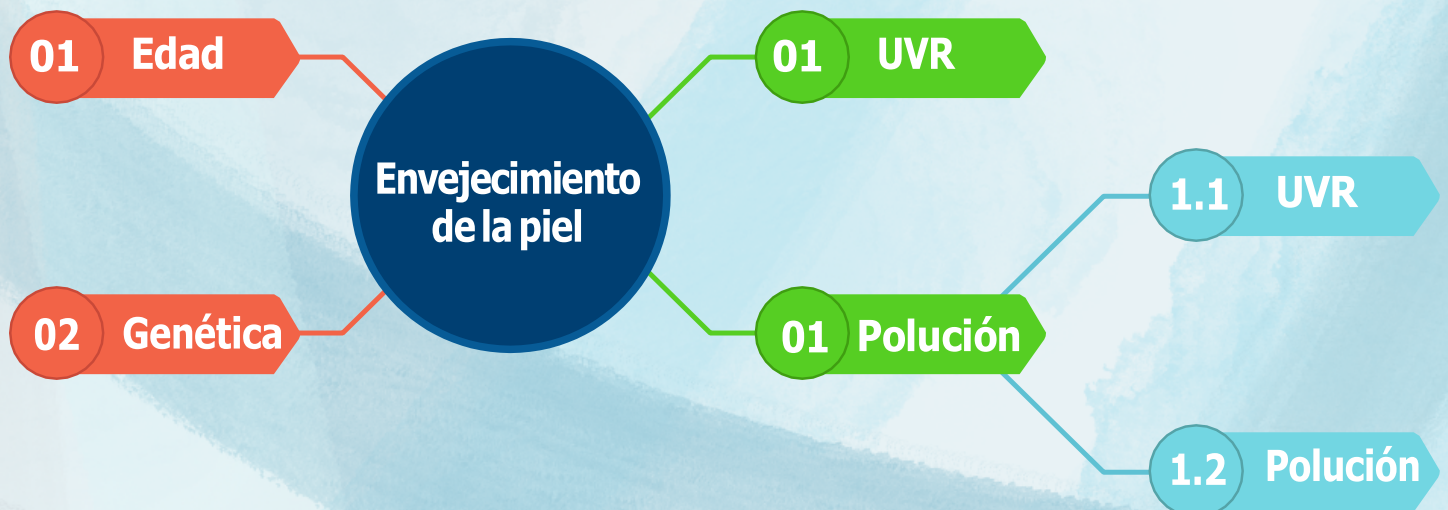 01 Edad
02 Genética
Envejecimiento
de la piel
01 UVR
01 Polución
1.1 UVR
1.2 Polución